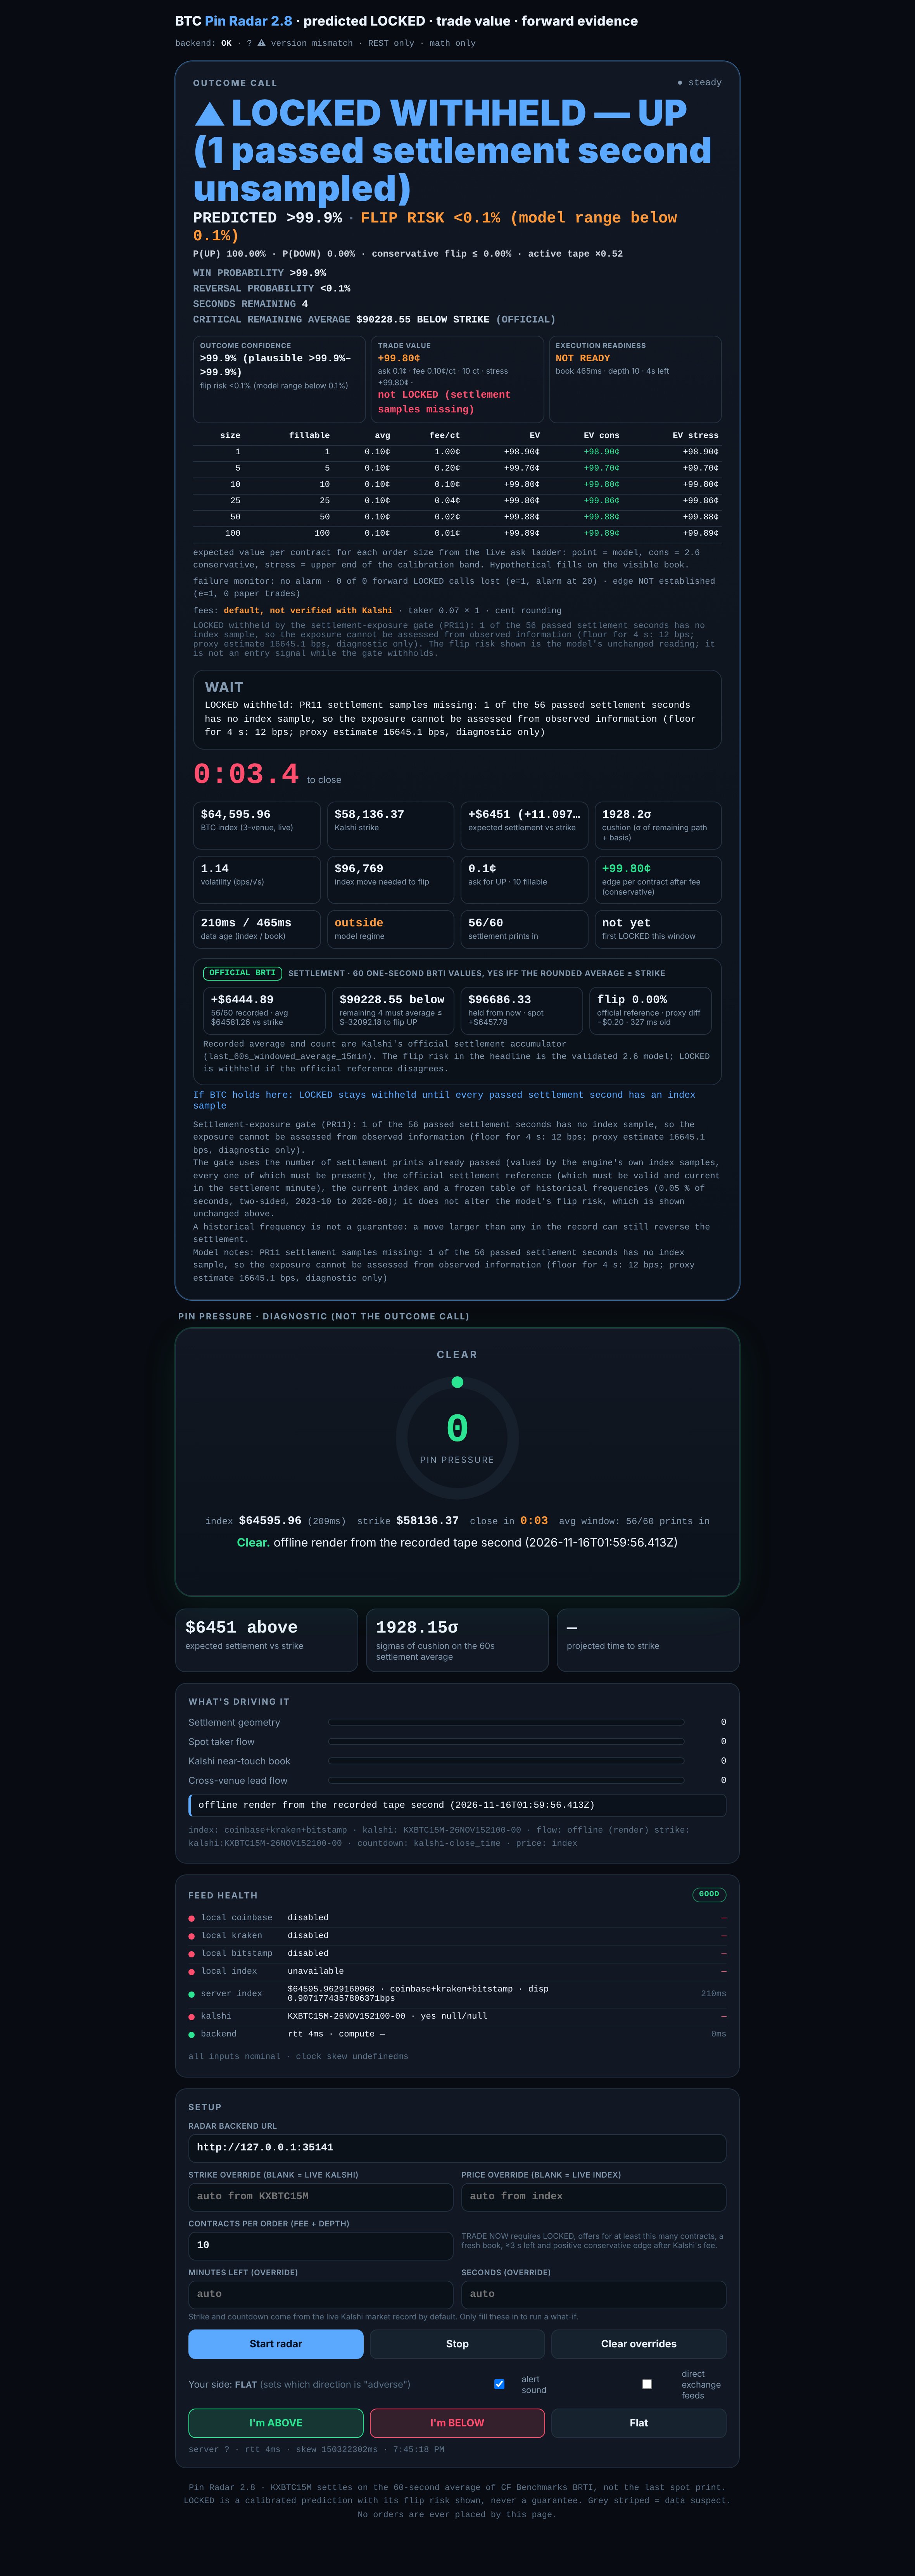 BTC Pin Radar 2.8 · predicted LOCKED · trade value · forward evidence
backend: OK · ? ⚠ version mismatch · REST only · math only
OUTCOME CALL
● steady
▲ LOCKED WITHHELD — UP
(1 passed settlement second
unsampled)
PREDICTED >99.9% · FLIP RISK <0.1% (model range below
0.1%)
P(UP) 100.00% · P(DOWN) 0.00% · conservative flip ≤ 0.00% · active tape ×0.52
WIN PROBABILITY >99.9%
REVERSAL PROBABILITY <0.1%
SECONDS REMAINING 4
CRITICAL REMAINING AVERAGE $90228.55 BELOW STRIKE (OFFICIAL)
OUTCOME CONFIDENCE
>99.9% (plausible >99.9%–
>99.9%)
flip risk <0.1% (model range below 0.1%)
TRADE VALUE
+99.80¢
ask 0.1¢ · fee 0.10¢/ct · 10 ct · stress
+99.80¢ ·
not LOCKED (settlement
samples missing)
EXECUTION READINESS
NOT READY
book 465ms · depth 10 · 4s left
size fillable avg fee/ct EV EV cons EV stress
1 1 0.10¢ 1.00¢ +98.90¢ +98.90¢ +98.90¢
5 5 0.10¢ 0.20¢ +99.70¢ +99.70¢ +99.70¢
10 10 0.10¢ 0.10¢ +99.80¢ +99.80¢ +99.80¢
25 25 0.10¢ 0.04¢ +99.86¢ +99.86¢ +99.86¢
50 50 0.10¢ 0.02¢ +99.88¢ +99.88¢ +99.88¢
100 100 0.10¢ 0.01¢ +99.89¢ +99.89¢ +99.89¢
expected value per contract for each order size from the live ask ladder: point = model, cons = 2.6
conservative, stress = upper end of the calibration band. Hypothetical fills on the visible book.
failure monitor: no alarm · 0 of 0 forward LOCKED calls lost (e=1, alarm at 20) · edge NOT established
(e=1, 0 paper trades)
fees: default, not verified with Kalshi · taker 0.07 × 1 · cent rounding
LOCKED withheld by the settlement-exposure gate (PR11): 1 of the 56 passed settlement seconds has no
index sample, so the exposure cannot be assessed from observed information (floor for 4 s: 12 bps;
proxy estimate 16645.1 bps, diagnostic only). The flip risk shown is the model's unchanged reading; it
is not an entry signal while the gate withholds.
WAIT
LOCKED withheld: PR11 settlement samples missing: 1 of the 56 passed settlement seconds
has no index sample, so the exposure cannot be assessed from observed information (floor
for 4 s: 12 bps; proxy estimate 16645.1 bps, diagnostic only)
0:03.4 to close
$64,595.96
BTC index (3-venue, live)
$58,136.37
Kalshi strike
+$6451 (+11.097…
expected settlement vs strike
1928.2σ
cushion (σ of remaining path
+ basis)
1.14
volatility (bps/√s)
$96,769
index move needed to flip
0.1¢
ask for UP · 10 fillable
+99.80¢
edge per contract after fee
(conservative)
210ms / 465ms
data age (index / book)
outside
model regime
56/60
settlement prints in
not yet
first LOCKED this window
OFFICIAL BRTI SETTLEMENT · 60 ONE-SECOND BRTI VALUES, YES IFF THE ROUNDED AVERAGE ≥ STRIKE
+$6444.89
56/60 recorded · avg
$64581.26 vs strike
$90228.55 below
remaining 4 must average ≤
$-32092.18 to flip UP
$96686.33
held from now · spot
+$6457.78
flip 0.00%
official reference · proxy diff
−$0.20 · 327 ms old
Recorded average and count are Kalshi's official settlement accumulator
(last_60s_windowed_average_15min). The flip risk in the headline is the validated 2.6 model; LOCKED
is withheld if the official reference disagrees.
If BTC holds here: LOCKED stays withheld until every passed settlement second has an index
sample
Settlement-exposure gate (PR11): 1 of the 56 passed settlement seconds has no index sample, so the
exposure cannot be assessed from observed information (floor for 4 s: 12 bps; proxy estimate 16645.1
bps, diagnostic only).
The gate uses the number of settlement prints already passed (valued by the engine's own index samples,
every one of which must be present), the official settlement reference (which must be valid and current
in the settlement minute), the current index and a frozen table of historical frequencies (0.05 % of
seconds, two-sided, 2023-10 to 2026-08); it does not alter the model's flip risk, which is shown
unchanged above.
A historical frequency is not a guarantee: a move larger than any in the record can still reverse the
settlement.
Model notes: PR11 settlement samples missing: 1 of the 56 passed settlement seconds has no index
sample, so the exposure cannot be assessed from observed information (floor for 4 s: 12 bps; proxy
estimate 16645.1 bps, diagnostic only)
PIN PRESSURE · DIAGNOSTIC (NOT THE OUTCOME CALL)
CLEAR
0
PIN PRESSURE
index $64595.96 (209ms) strike $58136.37 close in 0:03 avg window: 56/60 prints in
Clear. offline render from the recorded tape second (2026-11-16T01:59:56.413Z)
$6451 above
expected settlement vs strike
1928.15σ
sigmas of cushion on the 60s
settlement average
—
projected time to strike
WHAT'S DRIVING IT
Settlement geometry 0
Spot taker flow 0
Kalshi near-touch book 0
Cross-venue lead flow 0
offline render from the recorded tape second (2026-11-16T01:59:56.413Z)
index: coinbase+kraken+bitstamp · kalshi: KXBTC15M-26NOV152100-00 · flow: offline (render) strike:
kalshi:KXBTC15M-26NOV152100-00 · countdown: kalshi-close_time · price: index
FEED HEALTH
GOOD
local coinbase disabled —
local kraken disabled —
local bitstamp disabled —
local index unavailable —
server index $64595.9629160968 · coinbase+kraken+bitstamp · disp
0.9071774357806371bps 210ms
kalshi KXBTC15M-26NOV152100-00 · yes null/null —
backend rtt 4ms · compute — 0ms
all inputs nominal · clock skew undefinedms
SETUP
RADAR BACKEND URL
http://127.0.0.1:35141
STRIKE OVERRIDE (BLANK = LIVE KALSHI)
auto from KXBTC15M
PRICE OVERRIDE (BLANK = LIVE INDEX)
auto from index
CONTRACTS PER ORDER (FEE + DEPTH)
10
TRADE NOW requires LOCKED, offers for at least this many contracts, a
fresh book, ≥3 s left and positive conservative edge after Kalshi's fee.
MINUTES LEFT (OVERRIDE)
auto
SECONDS (OVERRIDE)
auto
Strike and countdown come from the live Kalshi market record by default. Only fill these in to run a what-if.
Start radar
Stop
Clear overrides
Your side: FLAT (sets which direction is "adverse")
alert
sound
direct
exchange
feeds
I'm ABOVE
I'm BELOW
Flat
server ? · rtt 4ms · skew 150322302ms · 7:45:18 PM
Pin Radar 2.8 · KXBTC15M settles on the 60-second average of CF Benchmarks BRTI, not the last spot print.
LOCKED is a calibrated prediction with its flip risk shown, never a guarantee. Grey striped = data suspect.
No orders are ever placed by this page.